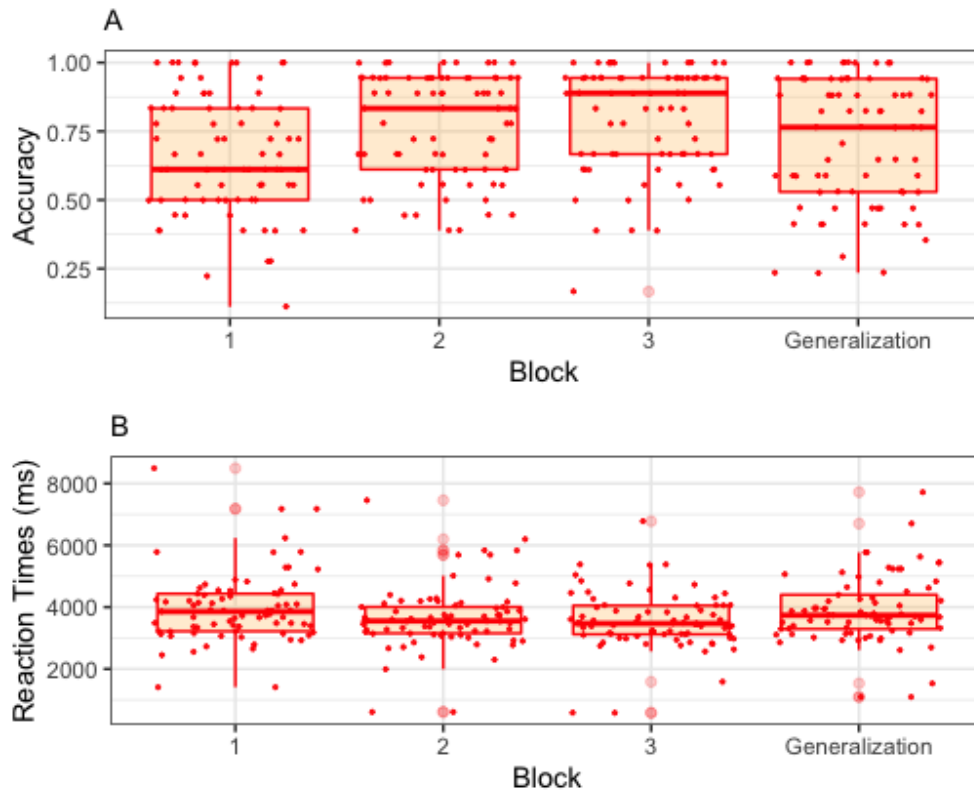 A
Accuracy
1.00
0.75
0.50
0.25
1 2 3 Generalization
Block
B
Reaction Times (ms)
8000
6000
4000
2000
1 2 3 Generalization
Block